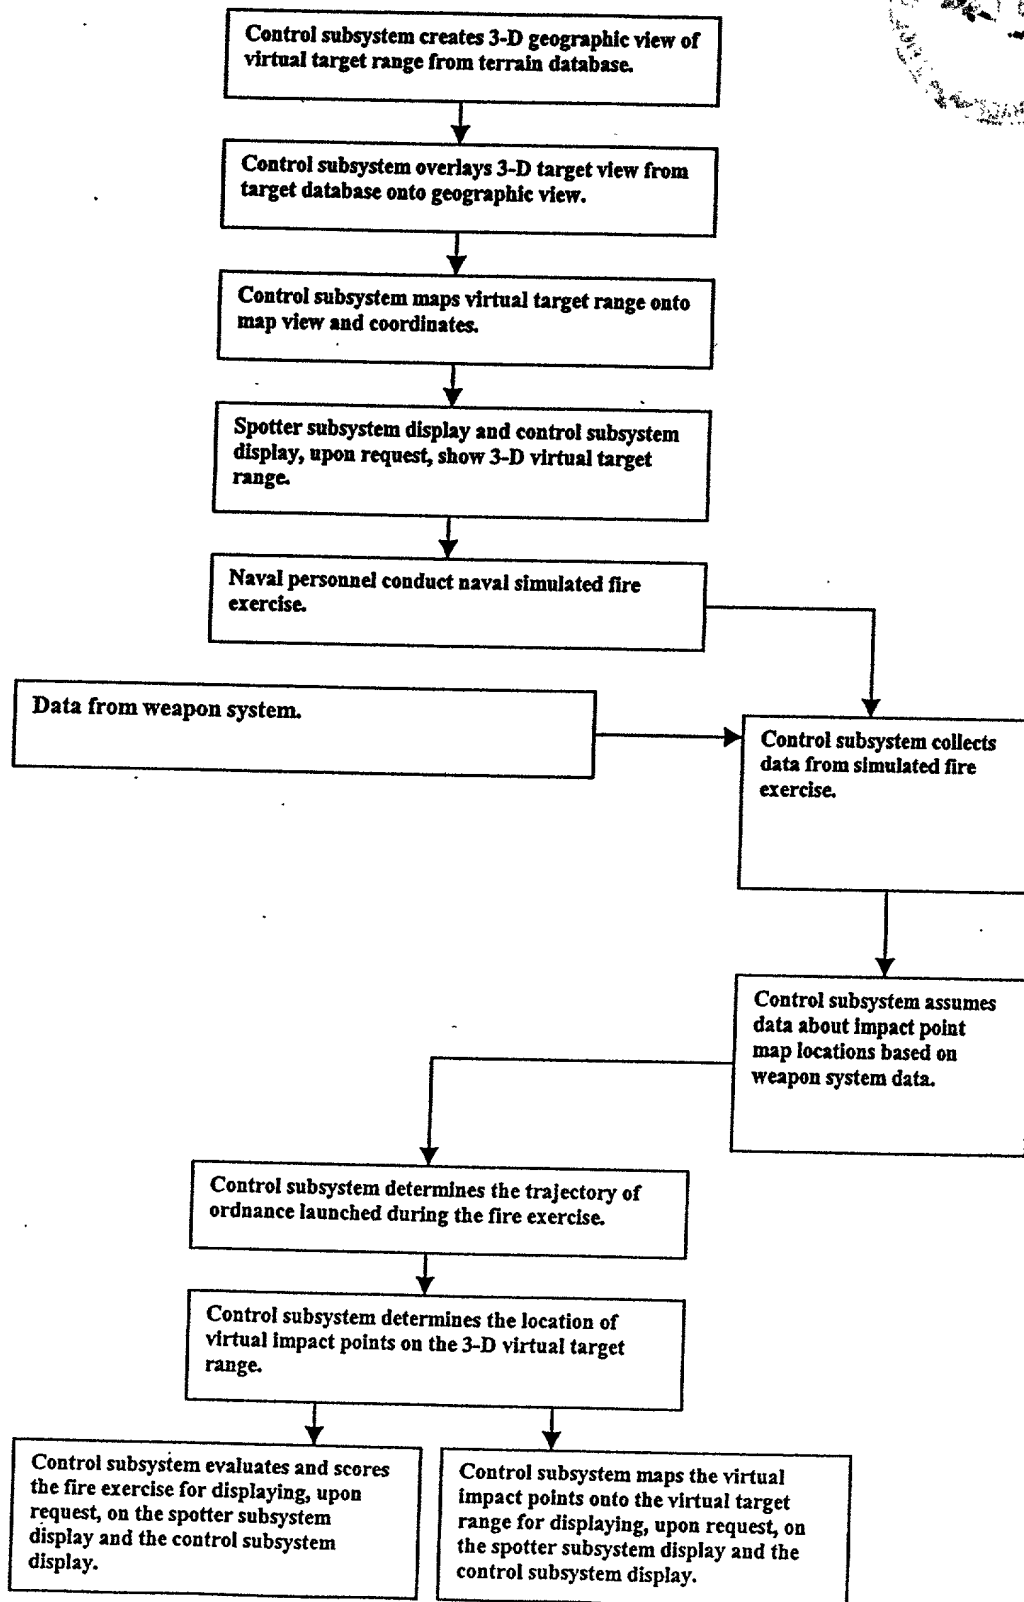 Control subsystem creates 3-D geographic view of
virtual target range from terrain database.
Control subsystem overlays 3-D target view from
target database onto geographic view.
Control subsystem maps virtual target range onto
map view and coordinates.
Spotter subsystem display and control subsystem
display, upon request, show 3-D virtual target
range.
Naval personnel conduct naval simulated fire
exercise.
Data from weapon system.
Control subsystem collects
data from simulated fire
exercise.
Control subsystem assumes
data about impact point
map locations based on
weapon system data.
Control subsystem determines the trajectory of
ordnance launched during the fire exercise.
Control subsystem determines the location of
virtual impact points on the 3-D virtual target
range.
Control subsystem evaluates and scores
the fire exercise for displaying, upon
request, on the spotter subsystem
display and the control subsystem
display.
Control subsystem maps the virtual
impact points onto the virtual target
range for displaying, upon request, on
the spotter subsystem display and the
control subsystem display.